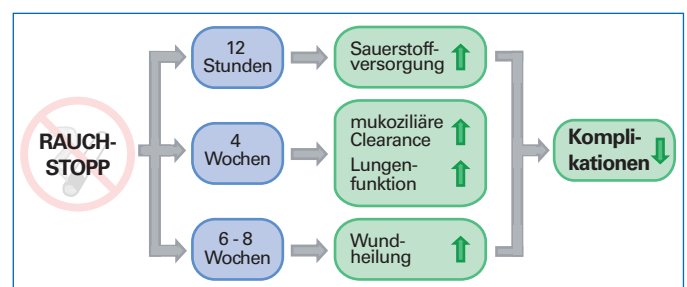 RAUCH-
STOPP
12
Stunden
Sauerstoff-
versorgung
4
Wochen
mukoziliäre
Clearance
Lungen-
funktion
6 - 8
Wochen
Wund-
heilung
Kompli-
kationen